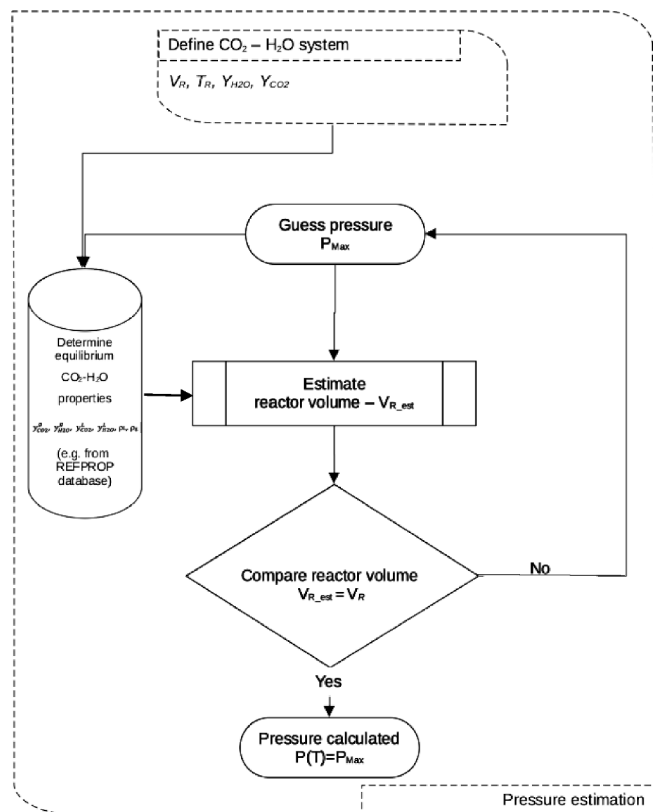 Define CO₂ – H₂O system
V_R, T_R, Y_H2O, Y_CO2
Guess pressure
P_Max
Determine
equilibrium
CO₂-H₂O
properties
(e.g. from
REFPROP
database)
Estimate
reactor volume – V_R_est
Compare reactor volume
V_R_est = V_R
No
Yes
Pressure calculated
P(T)=P_Max
Pressure estimation